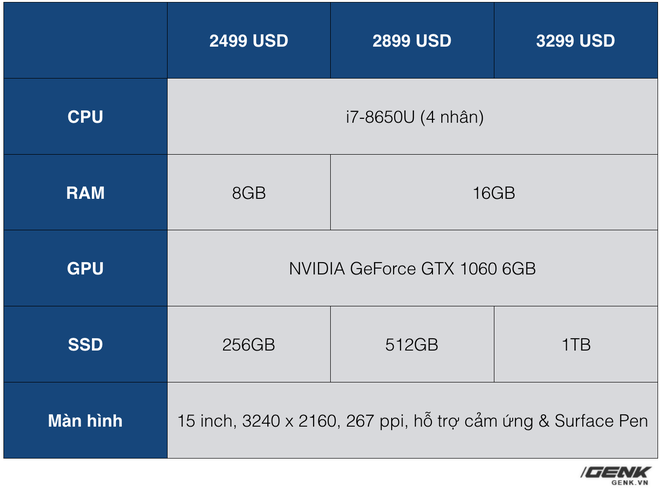 2499 USD 2899 USD 3299 USD
CPU i7-8650U (4 nhân)
RAM 8GB 16GB
GPU NVIDIA GeForce GTX 1060 6GB
SSD 256GB 512GB 1TB
Màn hình 15 inch, 3240 x 2160, 267 ppi, hỗ trợ cảm ứng & Surface Pen
GENK
GENK.VN